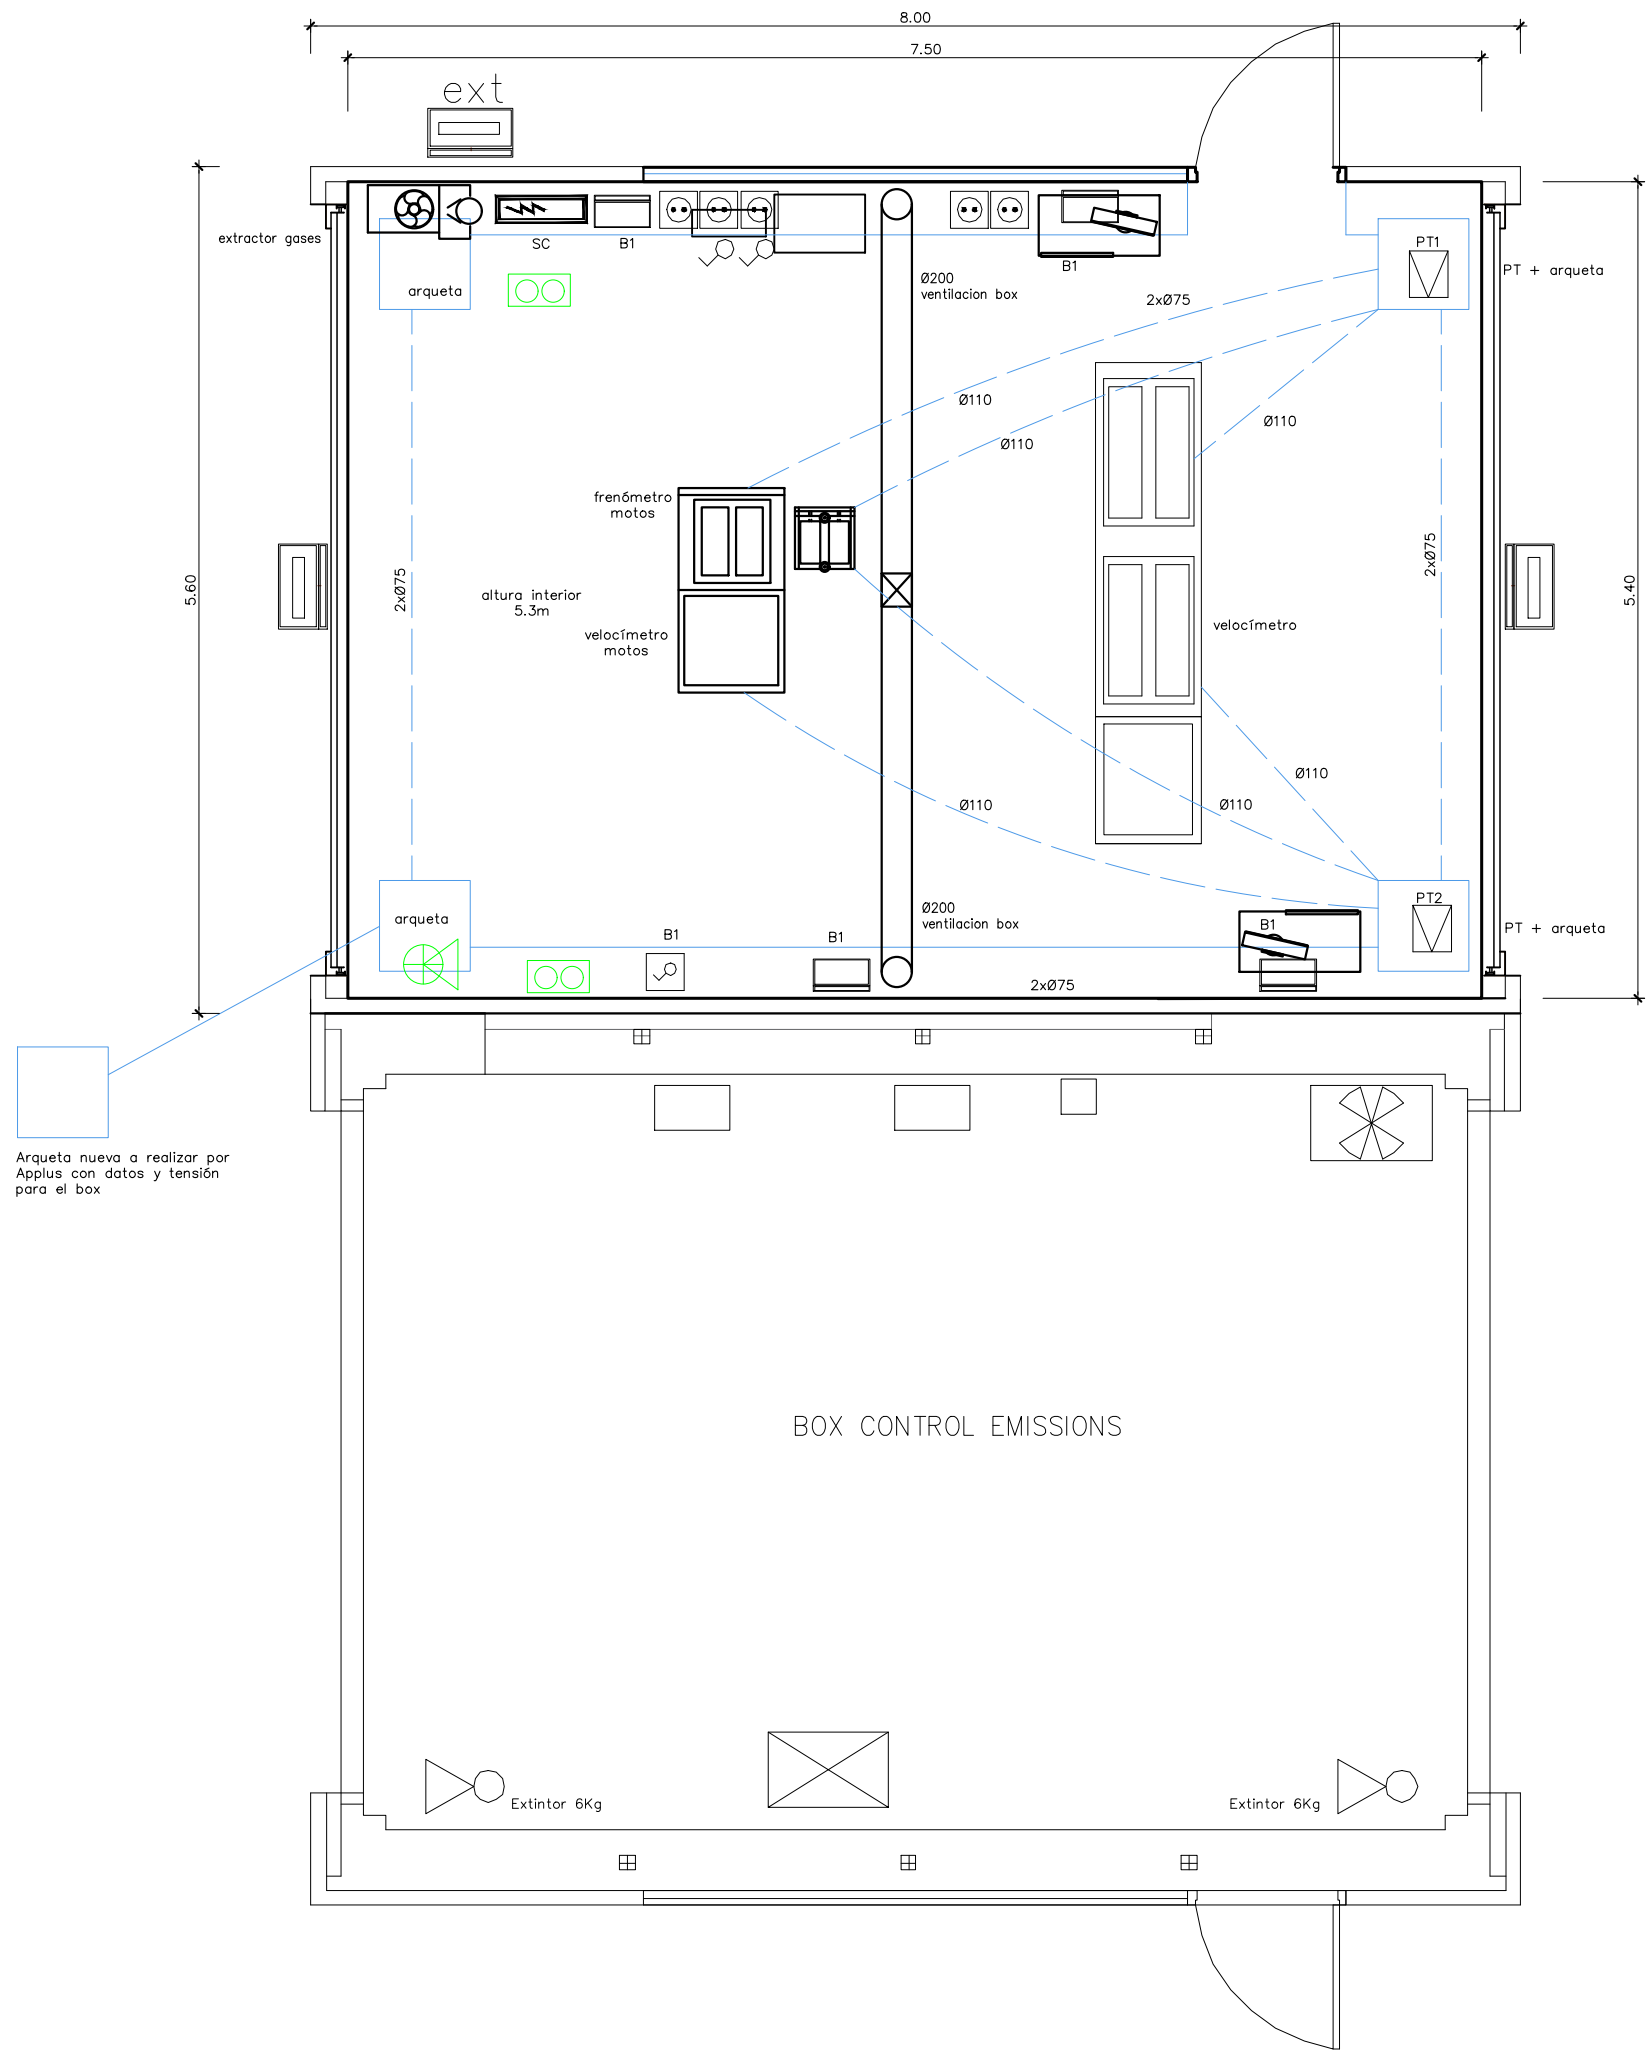 8.00
7.50
ext
extractor gases
SC
B1
B1
PT1
PT + arqueta
arqueta
Ø200
ventilacion box
2xØ75
Ø110
Ø110
Ø110
frenómetro
motos
altura interior
5.3m
velocímetro
motos
velocímetro
2xØ75
2xØ75
5.60
5.40
Ø110
Ø110
Ø110
arqueta
B1
B1
Ø200
ventilacion box
B1
PT2
PT + arqueta
2xØ75
Arqueta nueva a realizar por
Applus con datos y tensión
para el box
BOX CONTROL EMISSIONS
Extintor 6Kg
Extintor 6Kg